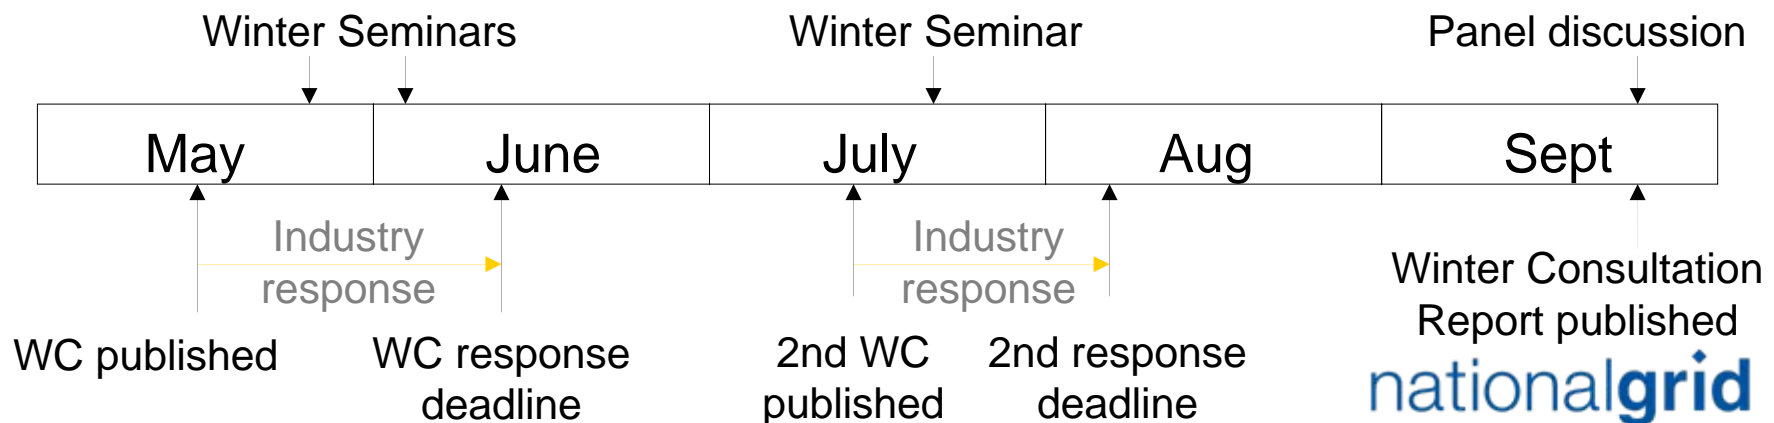 Winter Seminars
Winter Seminar
Panel discussion
May
June
July
Aug
Sept
Industry
response
Industry
response
WC published
WC response
deadline
2nd WC
published
2nd response
deadline
Winter Consultation
Report published
nationalgrid